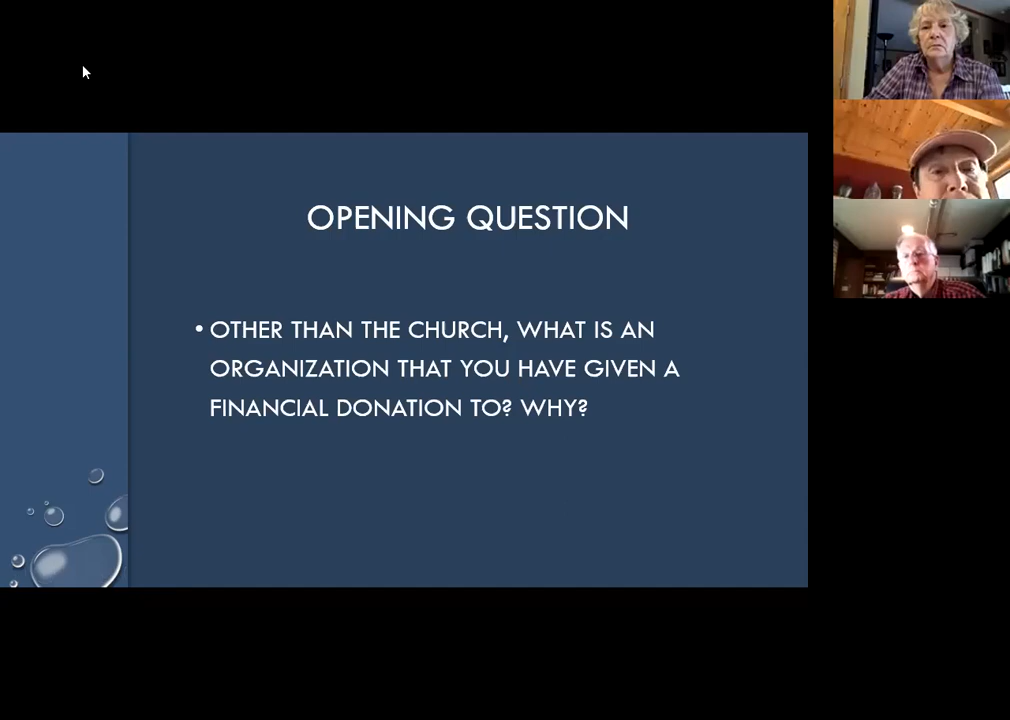 OPENING QUESTION
• OTHER THAN THE CHURCH, WHAT IS AN
ORGANIZATION THAT YOU HAVE GIVEN A
FINANCIAL DONATION TO? WHY?